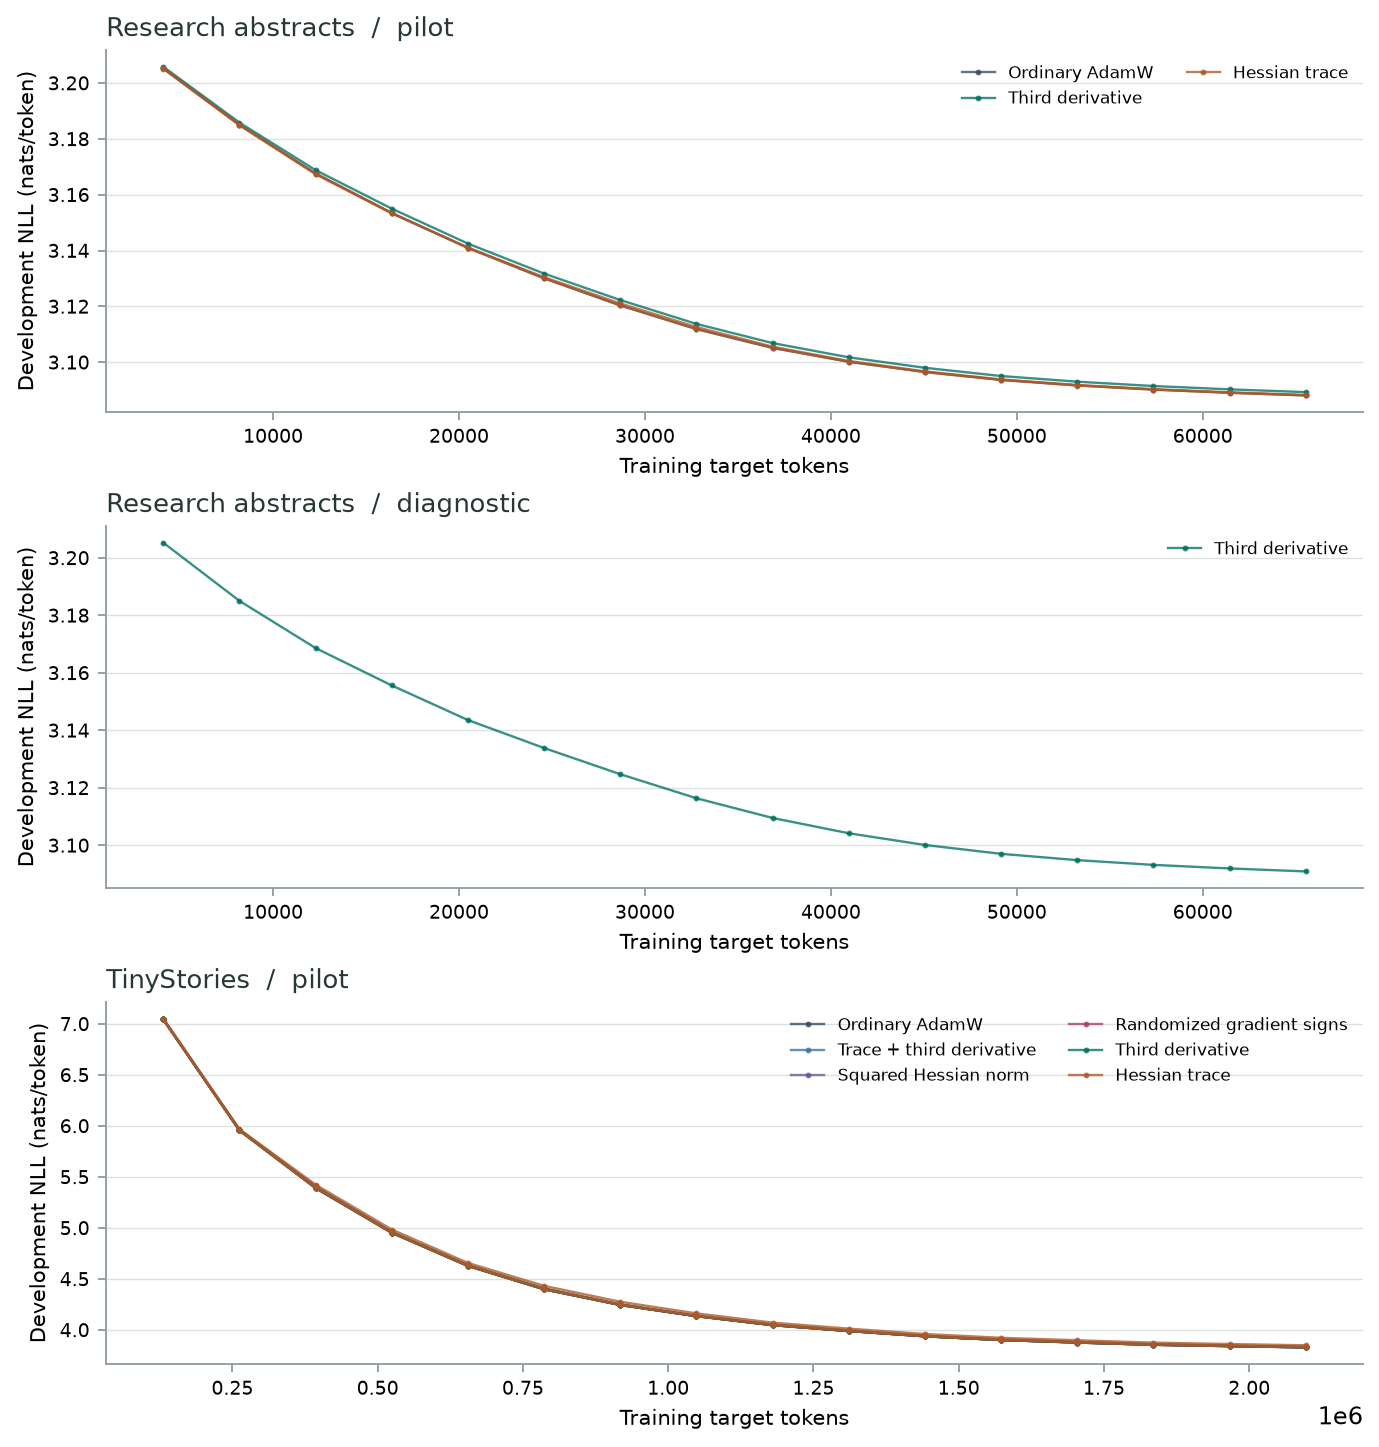 Research abstracts / pilot
Development NLL (nats/token)
3.20
3.18
3.16
3.14
3.12
3.10
Ordinary AdamW
Third derivative
Hessian trace
10000 20000 30000 40000 50000 60000
Training target tokens
Research abstracts / diagnostic
Development NLL (nats/token)
3.20
3.18
3.16
3.14
3.12
3.10
Third derivative
10000 20000 30000 40000 50000 60000
Training target tokens
TinyStories / pilot
Development NLL (nats/token)
7.0
6.5
6.0
5.5
5.0
4.5
4.0
Ordinary AdamW
Trace + third derivative
Squared Hessian norm
Randomized gradient signs
Third derivative
Hessian trace
0.25 0.50 0.75 1.00 1.25 1.50 1.75 2.00
1e6
Training target tokens